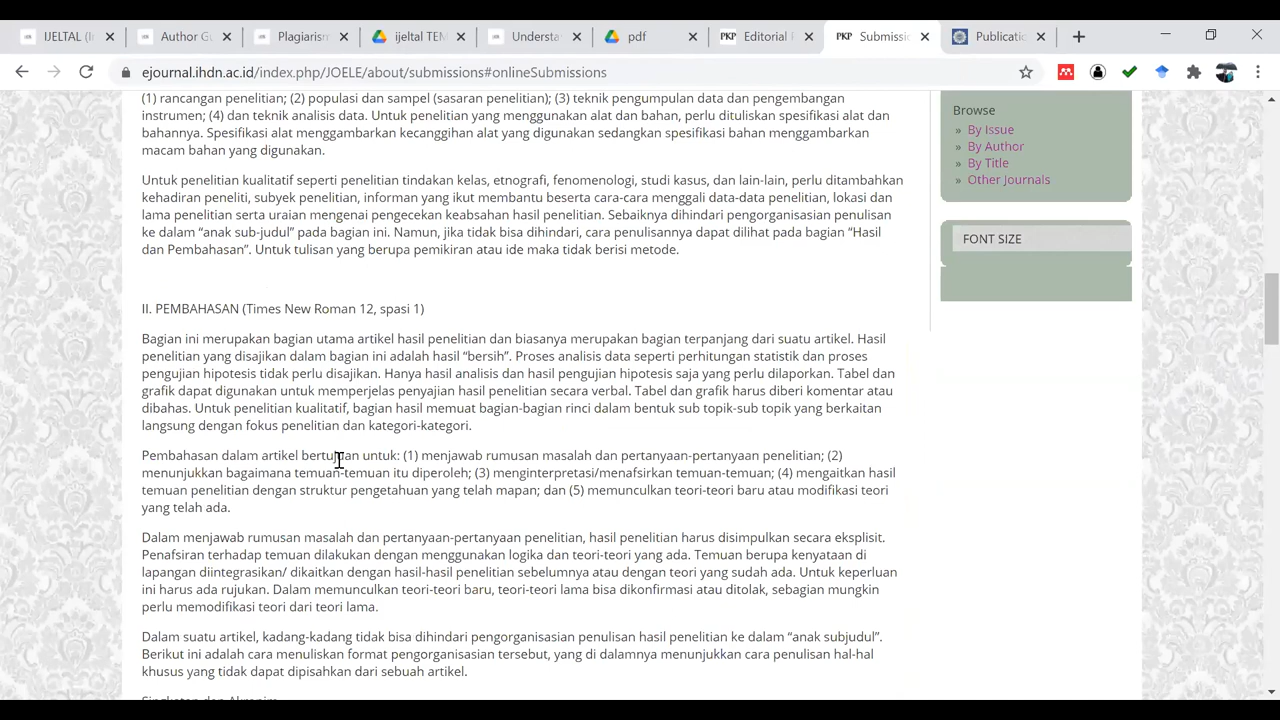 IJELTAL (In
Author G
Plagiarism
ijeltal TEM
Understa
pdf
PKP Editorial P
PKP Submissi
Publicatio
ejournal.ihdn.ac.id/index.php/JOELE/about/submissions#onlineSubmissions
(1) rancangan penelitian; (2) populasi dan sampel (sasaran penelitian); (3) teknik pengumpulan data dan pengembangan
instrumen; (4) dan teknik analisis data. Untuk penelitian yang menggunakan alat dan bahan, perlu dituliskan spesifikasi alat dan
bahannya. Spesifikasi alat menggambarkan kecanggihan alat yang digunakan sedangkan spesifikasi bahan menggambarkan
macam bahan yang digunakan.
Untuk penelitian kualitatif seperti penelitian tindakan kelas, etnografi, fenomenologi, studi kasus, dan lain-lain, perlu ditambahkan
kehadiran peneliti, subyek penelitian, informan yang ikut membantu beserta cara-cara menggali data-data penelitian, lokasi dan
lama penelitian serta uraian mengenai pengecekan keabsahan hasil penelitian. Sebaiknya dihindari pengorganisasian penulisan
ke dalam “anak sub-judul” pada bagian ini. Namun, jika tidak bisa dihindari, cara penulisannya dapat dilihat pada bagian “Hasil
dan Pembahasan”. Untuk tulisan yang berupa pemikiran atau ide maka tidak berisi metode.
II. PEMBAHASAN (Times New Roman 12, spasi 1)
Bagian ini merupakan bagian utama artikel hasil penelitian dan biasanya merupakan bagian terpanjang dari suatu artikel. Hasil
penelitian yang disajikan dalam bagian ini adalah hasil “bersih”. Proses analisis data seperti perhitungan statistik dan proses
pengujian hipotesis tidak perlu disajikan. Hanya hasil analisis dan hasil pengujian hipotesis saja yang perlu dilaporkan. Tabel dan
grafik dapat digunakan untuk memperjelas penyajian hasil penelitian secara verbal. Tabel dan grafik harus diberi komentar atau
dibahas. Untuk penelitian kualitatif, bagian hasil memuat bagian-bagian rinci dalam bentuk sub topik-sub topik yang berkaitan
langsung dengan fokus penelitian dan kategori-kategori.
Pembahasan dalam artikel bertujuan untuk: (1) menjawab rumusan masalah dan pertanyaan-pertanyaan penelitian; (2)
menunjukkan bagaimana temuan-temuan itu diperoleh; (3) menginterpretasi/menafsirkan temuan-temuan; (4) mengaitkan hasil
temuan penelitian dengan struktur pengetahuan yang telah mapan; dan (5) memunculkan teori-teori baru atau modifikasi teori
yang telah ada.
Dalam menjawab rumusan masalah dan pertanyaan-pertanyaan penelitian, hasil penelitian harus disimpulkan secara eksplisit.
Penafsiran terhadap temuan dilakukan dengan menggunakan logika dan teori-teori yang ada. Temuan berupa kenyataan di
lapangan diintegrasikan/ dikaitkan dengan hasil-hasil penelitian sebelumnya atau dengan teori yang sudah ada. Untuk keperluan
ini harus ada rujukan. Dalam memunculkan teori-teori baru, teori-teori lama bisa dikonfirmasi atau ditolak, sebagian mungkin
perlu memodifikasi teori dari teori lama.
Dalam suatu artikel, kadang-kadang tidak bisa dihindari pengorganisasian penulisan hasil penelitian ke dalam “anak subjudul”.
Berikut ini adalah cara menuliskan format pengorganisasian tersebut, yang di dalamnya menunjukkan cara penulisan hal-hal
khusus yang tidak dapat dipisahkan dari sebuah artikel.
Singkatan dan Akronim
Browse
» By Issue
» By Author
» By Title
» Other Journals
FONT SIZE